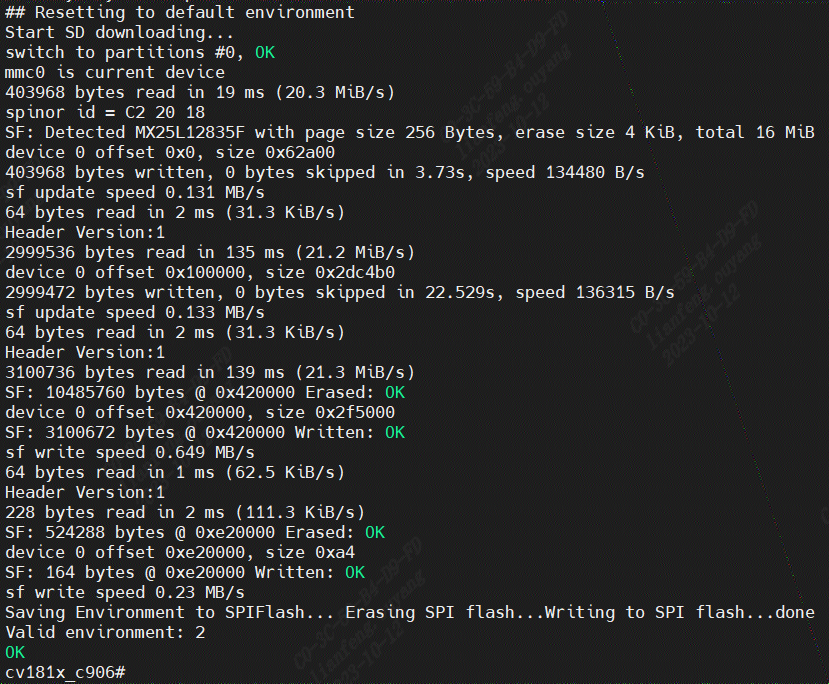 ## Resetting to default environment
Start SD downloading...
switch to partitions #0, OK
mmc0 is current device
403968 bytes read in 19 ms (20.3 MiB/s)
spinor id = C2 20 18
SF: Detected MX25L12835F with page size 256 Bytes, erase size 4 KiB, total 16 MiB
device 0 offset 0x0, size 0x62a00
403968 bytes written, 0 bytes skipped in 3.73s, speed 134480 B/s
sf update speed 0.131 MB/s
64 bytes read in 2 ms (31.3 KiB/s)
Header Version:1
2999536 bytes read in 135 ms (21.2 MiB/s)
device 0 offset 0x100000, size 0x2dc4b0
2999472 bytes written, 0 bytes skipped in 22.529s, speed 136315 B/s
sf update speed 0.133 MB/s
64 bytes read in 2 ms (31.3 KiB/s)
Header Version:1
3100736 bytes read in 139 ms (21.3 MiB/s)
SF: 10485760 bytes @ 0x420000 Erased: OK
device 0 offset 0x420000, size 0x2f5000
SF: 3100672 bytes @ 0x420000 Written: OK
sf write speed 0.649 MB/s
64 bytes read in 1 ms (62.5 KiB/s)
Header Version:1
228 bytes read in 2 ms (111.3 KiB/s)
SF: 524288 bytes @ 0xe20000 Erased: OK
device 0 offset 0xe20000, size 0xa4
SF: 164 bytes @ 0xe20000 Written: OK
sf write speed 0.23 MB/s
Saving Environment to SPIFlash... Erasing SPI flash...Writing to SPI flash...done
Valid environment: 2
OK
cv181x_c906#